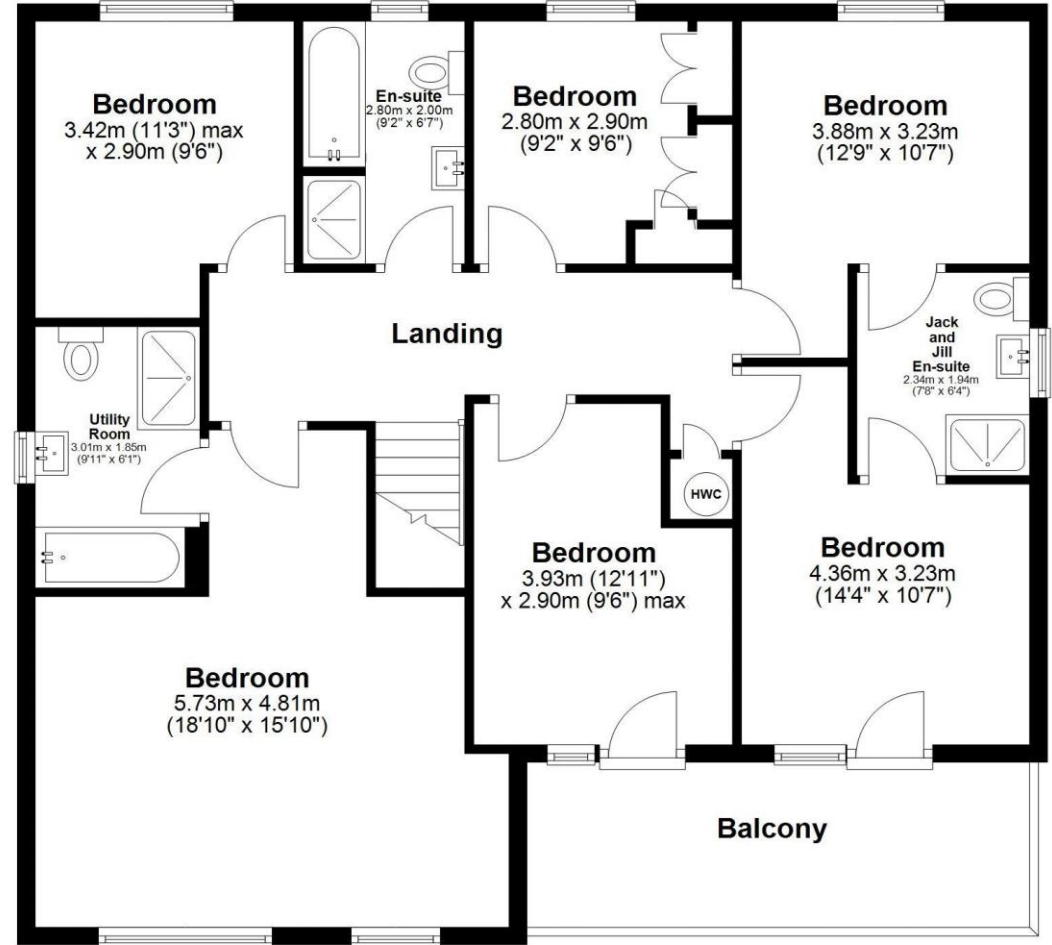 Bedroom
3.42m (11'3") max
x 2.90m (9'6")
En-suite
2.80m x 2.00m
(9'2" x 6'7")
Bedroom
2.80m x 2.90m
(9'2" x 9'6")
Bedroom
3.88m x 3.23m
(12'9" x 10'7")
Landing
Jack
and
Jill
En-suite
2.34m x 1.94m
(7'8" x 6'4")
Utility
Room
3.01m x 1.85m
(9'11" x 6'1")
HWC
Bedroom
3.93m (12'11")
x 2.90m (9'6") max
Bedroom
4.36m x 3.23m
(14'4" x 10'7")
Bedroom
5.73m x 4.81m
(18'10" x 15'10")
Balcony